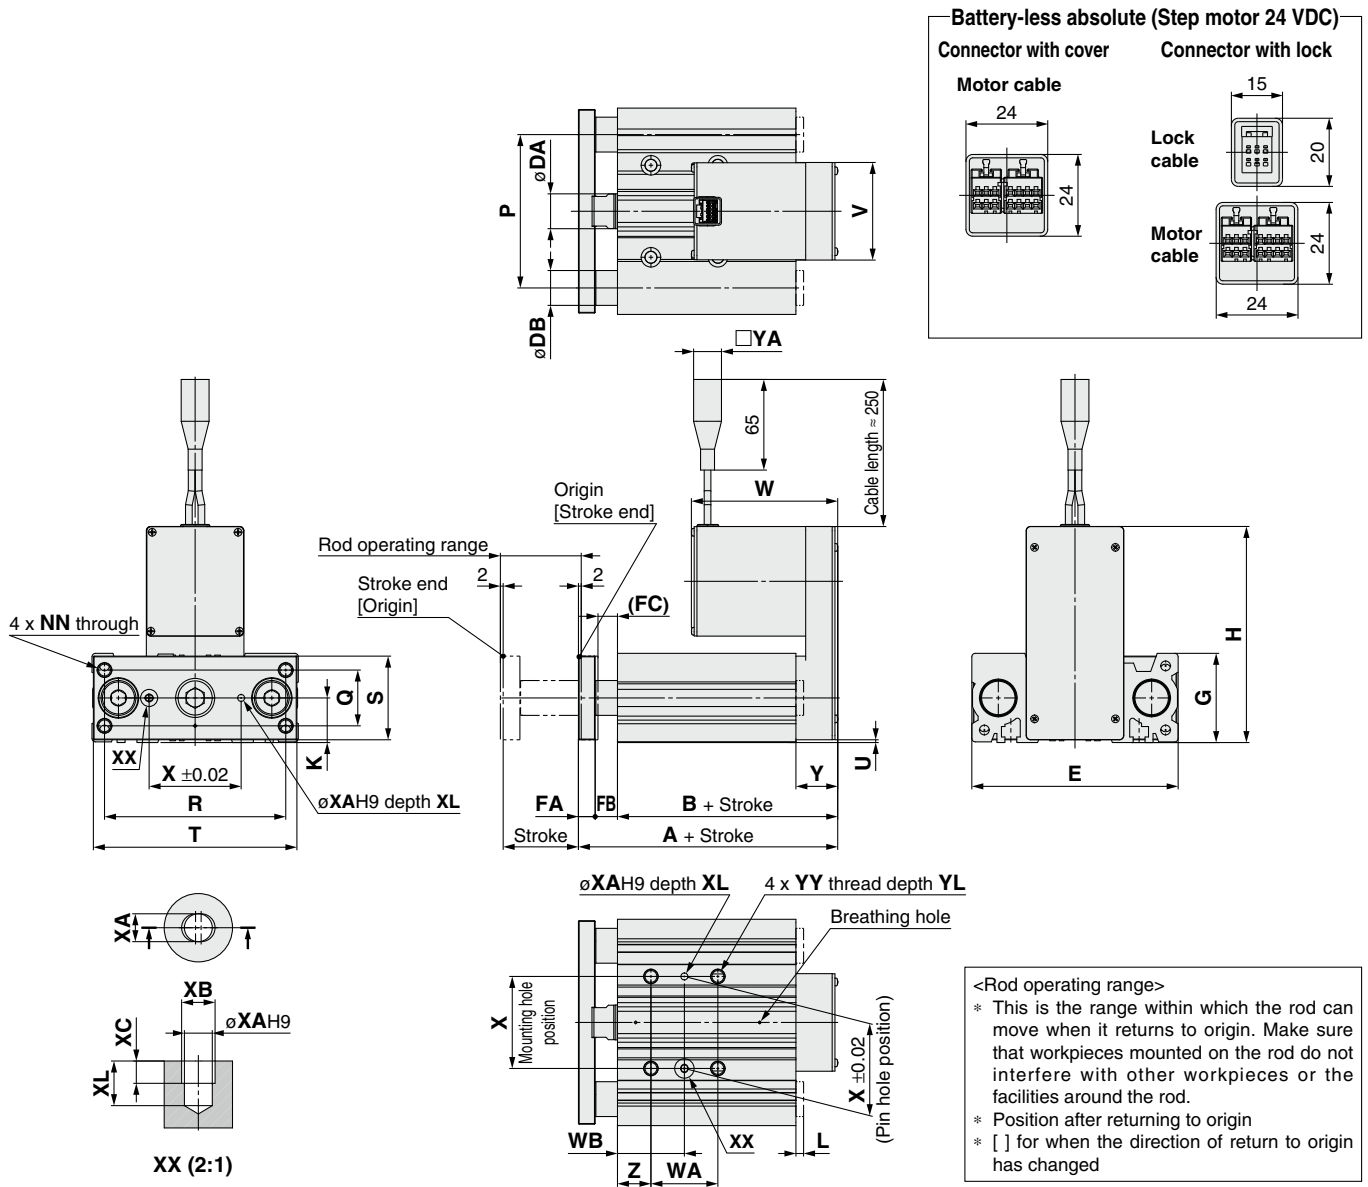 Battery-less absolute (Step motor 24 VDC)
Connector with cover
Connector with lock
Motor cable
24
24
15
Lock
cable
20
Motor
cable
24
24
P
øDA
øDB
V
□YA
65
Cable length ≈ 250
W
Origin
[Stroke end]
Rod operating range
2
2
Stroke end
[Origin]
(FC)
4 x NN through
Q
S
K
XX
X ±0.02
R
T
øXAH9 depth XL
FA
FB
B + Stroke
Stroke
A + Stroke
Y
U
H
G
E
XA
XB
XC
øXAH9
XL
XX (2:1)
øXAH9 depth XL
4 x YY thread depth YL
Breathing hole
X
Mounting hole
position
X ±0.02
(Pin hole position)
WB
XX
L
Z
WA
<Rod operating range>
* This is the range within which the rod can
move when it returns to origin. Make sure
that workpieces mounted on the rod do not
interfere with other workpieces or the
facilities around the rod.
* Position after returning to origin
* [ ] for when the direction of return to origin
has changed